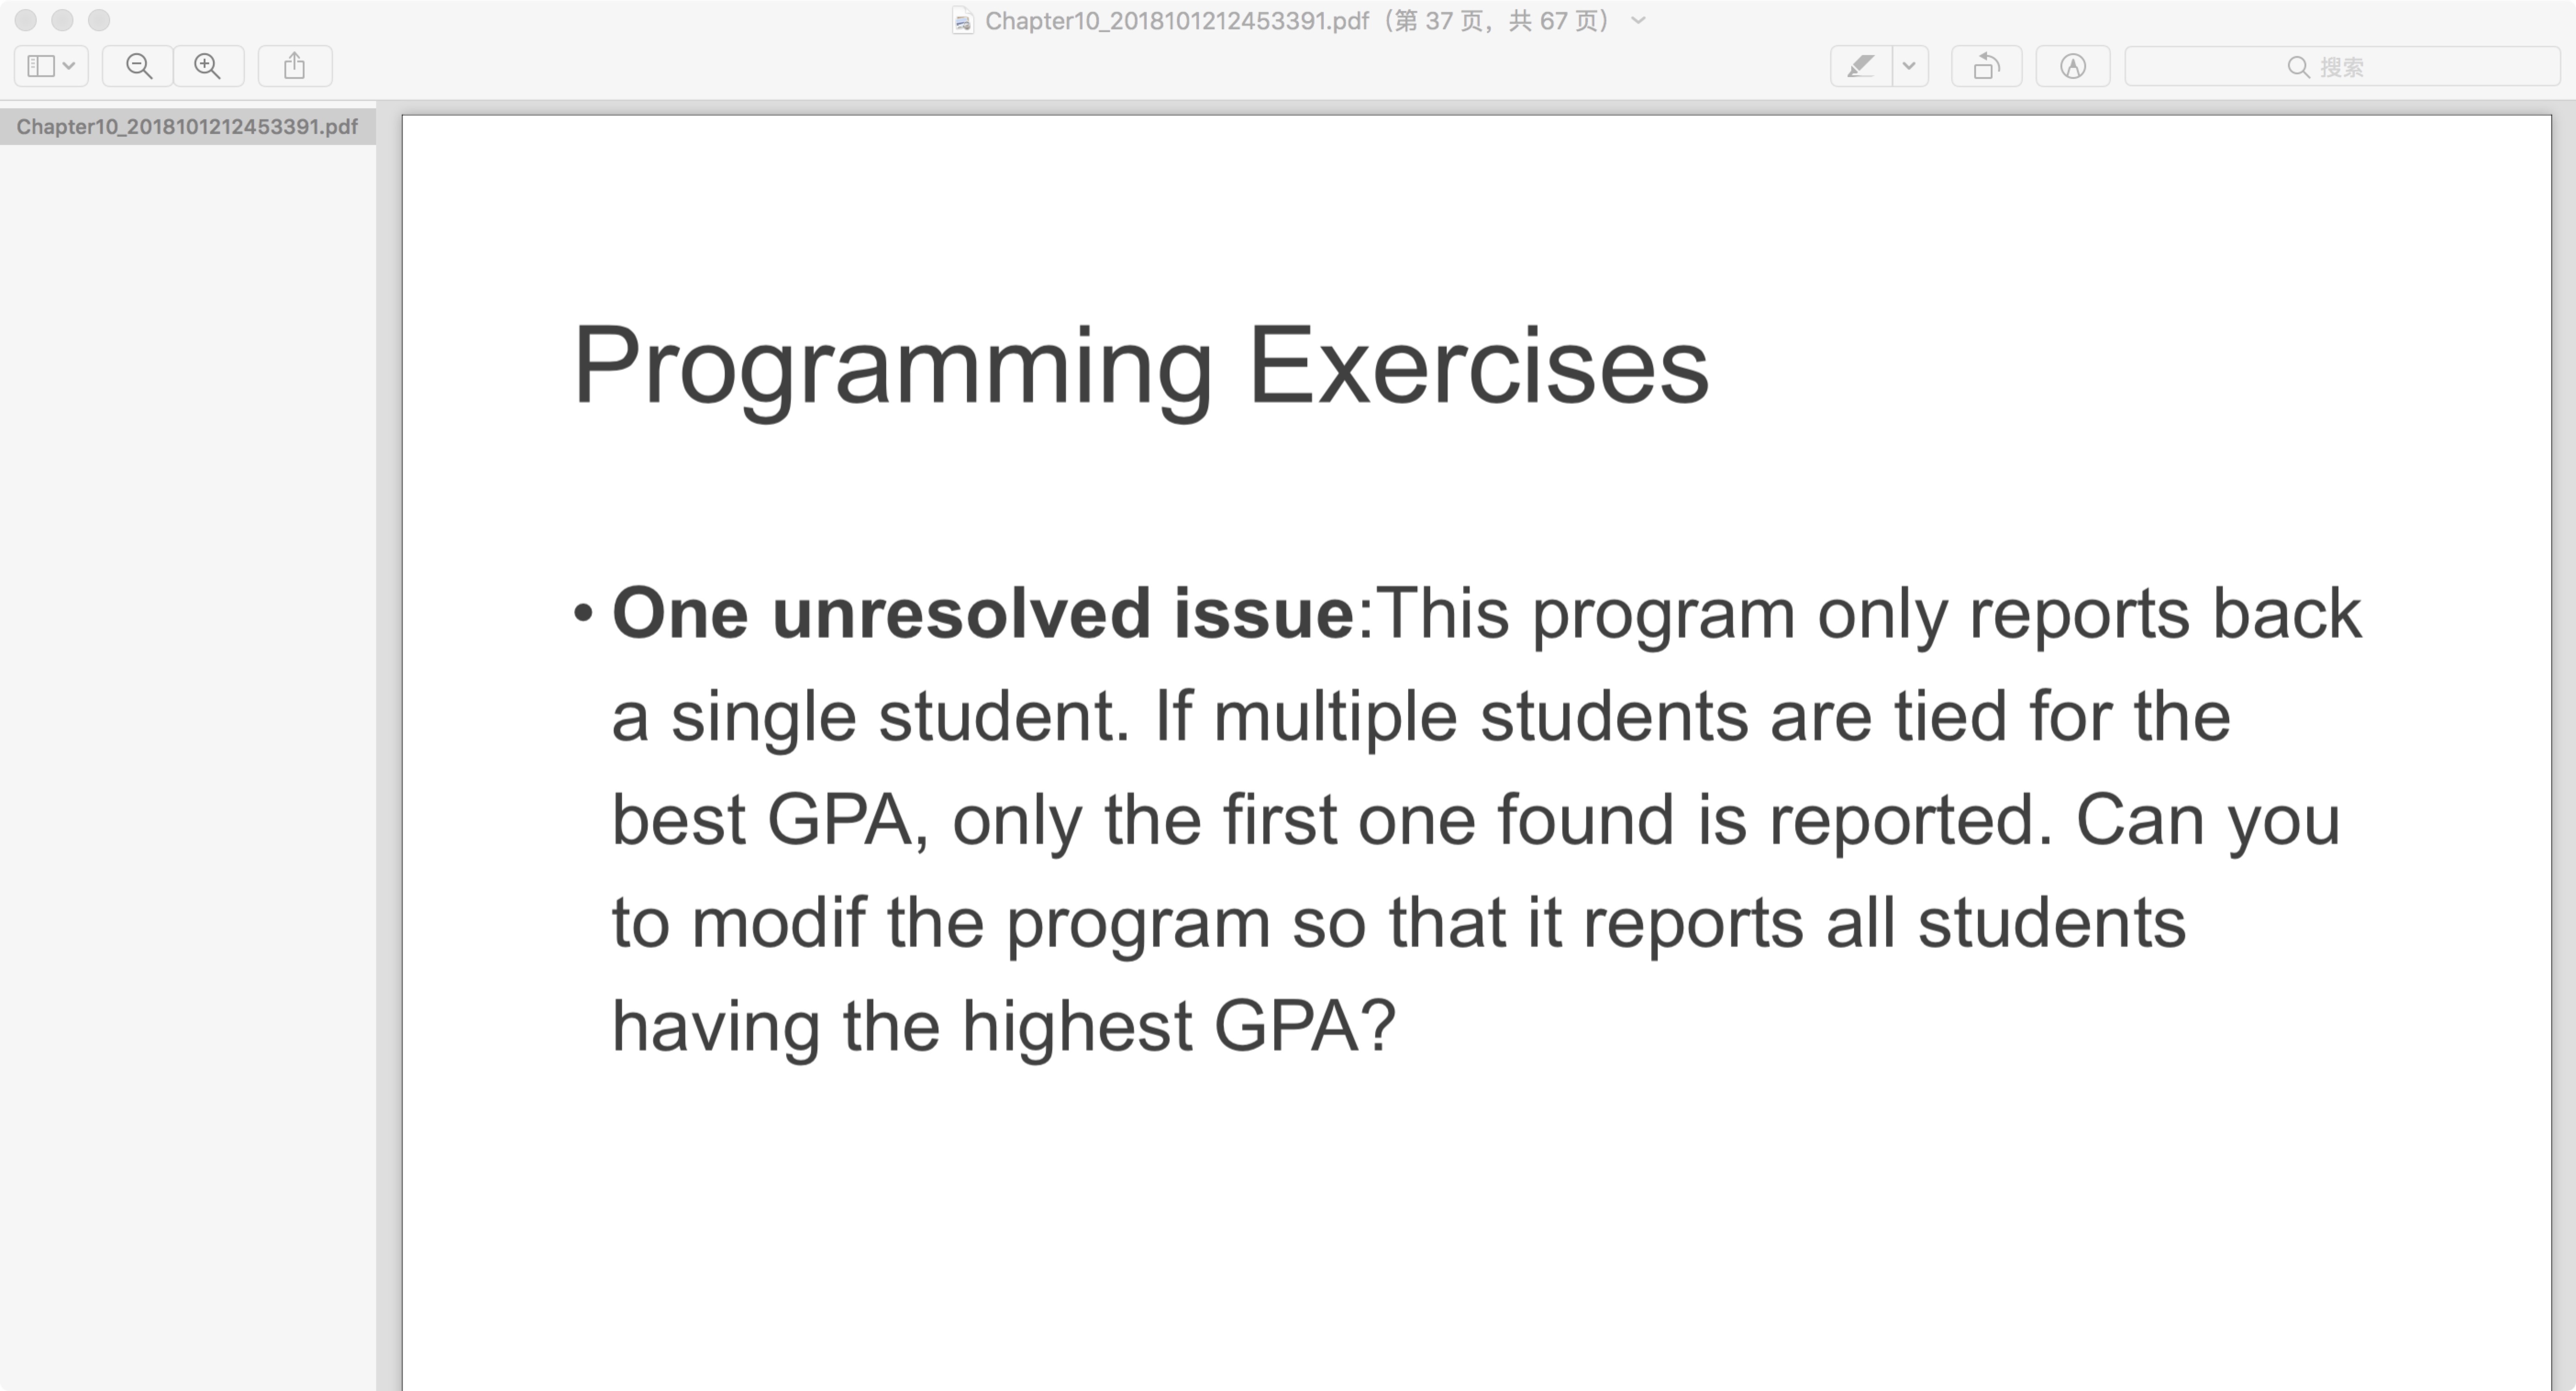 Chapter10_2018101212453391.pdf（第 37 页，共 67 页）
搜索
Chapter10_2018101212453391.pdf
Programming Exercises
• One unresolved issue:This program only reports back
a single student. If multiple students are tied for the
best GPA, only the first one found is reported. Can you
to modif the program so that it reports all students
having the highest GPA?